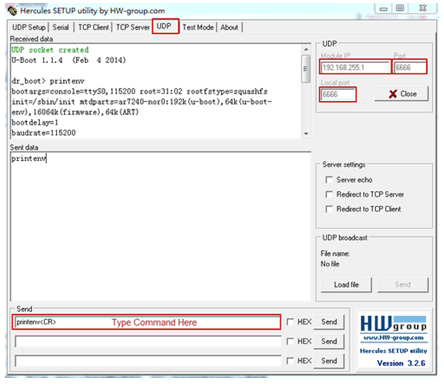 Hercules SETUP utility by HW-group.com
UDP Setup Serial TCP Client TCP Server UDP Test Mode About
Received data
UDP socket created
U-Boot 1.1.4 (Feb 4 2014)
dr_boot> printenv
bootargs=console=ttyS0,115200 root=31:02 rootfstype=squashfs
init=/sbin/init mtdparts=ar7240-nor0:192k(u-boot),64k(u-boot-
env),16064k(firmware),64k(ART)
bootdelay=1
baudrate=115200
Sent data
printenv
UDP
Module IP Port
192.168.255.1 6666
Local port
6666 Close
Server settings
Server echo
Redirect to TCP Server
Redirect to TCP Client
UDP broadcast
File name:
No file
Load file Send
Send
printenv<CR> Type Command Here HEX Send
HEX Send
HEX Send
HWgroup
www.HW-group.com
Hercules SETUP utility
Version 3.2.6